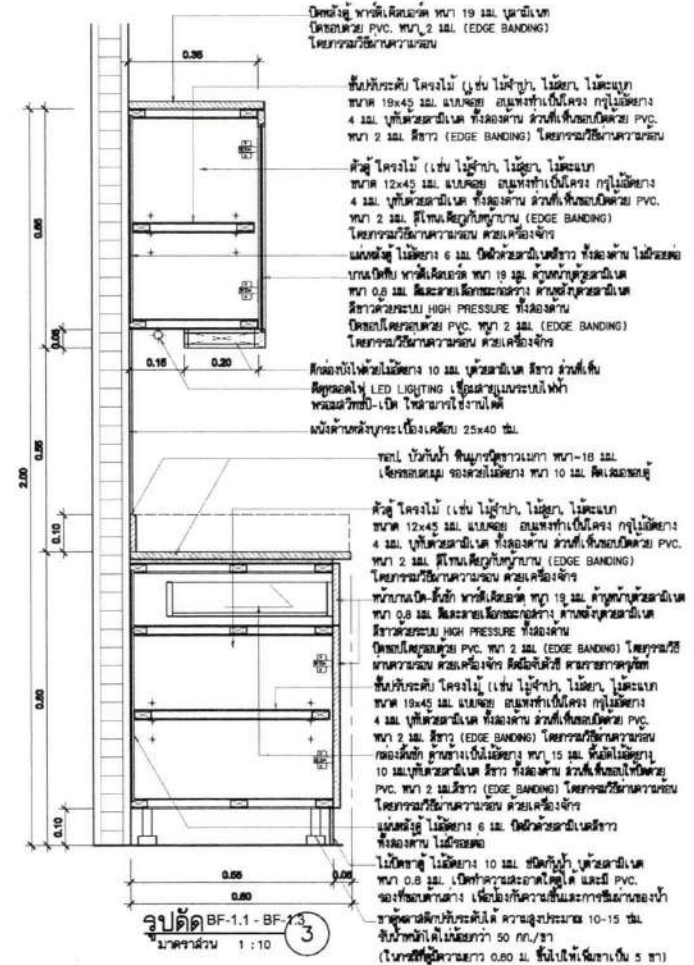 ปิดหลังตู้ พาร์ติเคิลบอร์ด หนา 19 มม. บุลามิเนท
ปิดขอบด้วย PVC. หนา 2 มม. (EDGE BANDING)
โดยกรรมวิธีผ่านความร้อน
0.35
ชั้นปรับระดับ โครงไม้ (เช่น ไม้จำปา, ไม้สยา, ไม้ตะแบก
ขนาด 19x45 มม. แบบจ๊อย อบแห้งทำเป็นโครง กรุไม้อัดยาง
4 มม. บุทับด้วยลามิเนต ทั้งสองด้าน ส่วนที่เห็นขอบปิดด้วย PVC.
หนา 2 มม. สีขาว (EDGE BANDING) โดยกรรมวิธีผ่านความร้อน
ตัวตู้ โครงไม้ (เช่น ไม้จำปา, ไม้สยา, ไม้ตะแบก
ขนาด 12x45 มม. แบบจ๊อย อบแห้งทำเป็นโครง กรุไม้อัดยาง
4 มม. บุทับด้วยลามิเนต ทั้งสองด้าน ส่วนที่เห็นขอบปิดด้วย PVC.
หนา 2 มม. สีโทนเดียวกับหน้าบาน (EDGE BANDING)
โดยกรรมวิธีผ่านความร้อน ด้วยเครื่องจักร
แผ่นหลังตู้ ไม้อัดยาง 6 มม. ปิดผิวด้วยลามิเนตสีขาว ทั้งสองด้าน ไม่มีรอยต่อ
บานเปิดทึบ พาร์ติเคิลบอร์ด หนา 19 มม. ด้านหน้าบุด้วยลามิเนต
หนา 0.8 มม. สีและลายเลือกขณะก่อสร้าง ด้านหลังบุด้วยลามิเนต
สีขาวด้วยระบบ HIGH PRESSURE ทั้งสองด้าน
ปิดขอบโดยรอบด้วย PVC. หนา 2 มม. (EDGE BANDING)
โดยกรรมวิธีผ่านความร้อน ด้วยเครื่องจักร
0.65
0.05
0.15 0.20
ตีกล่องบังไฟด้วยไม้อัดยาง 10 มม. บุด้วยลามิเนต สีขาว ส่วนที่เห็น
ติดหลอดไฟ LED LIGHTING เชื่อมสายเมนระบบไฟฟ้า
พร้อมสวิทช์ปิ-เปิด ให้สามารถใช้งานได้ดี
ผนังด้านหลังบุกระเบื้องเคลือบ 25x40 ซม.
2.00
0.55
ทอป, บัวกันน้ำ หินแกรนิตขาวเมกา หนา~18 มม.
เจียรขอบลบมุม รองด้วยไม้อัดยาง หนา 10 มม. ติดเสมอขอบตู้
0.10
ตัวตู้ โครงไม้ (เช่น ไม้จำปา, ไม้สยา, ไม้ตะแบก
ขนาด 12x45 มม. แบบจ๊อย อบแห้งทำเป็นโครง กรุไม้อัดยาง
4 มม. บุทับด้วยลามิเนต ทั้งสองด้าน ส่วนที่เห็นขอบปิดด้วย PVC.
หนา 2 มม. สีโทนเดียวกับหน้าบาน (EDGE BANDING)
โดยกรรมวิธีผ่านความร้อน ด้วยเครื่องจักร
หน้าบานเปิด-ลิ้นชัก พาร์ติเคิลบอร์ด หนา 19 มม. ด้านหน้าบุด้วยลามิเนต
หนา 0.8 มม. สีและลายเลือกขณะก่อสร้าง ด้านหลังบุด้วยลามิเนต
สีขาวด้วยระบบ HIGH PRESSURE ทั้งสองด้าน
ปิดขอบโดยรอบด้วย PVC. หนา 2 มม. (EDGE BANDING) โดยกรรมวิธี
ผ่านความร้อน ด้วยเครื่องจักร ติดมือจับตัวซี ตามรายการครุภัณฑ์
ชั้นปรับระดับ โครงไม้ (เช่น ไม้จำปา, ไม้สยา, ไม้ตะแบก
ขนาด 19x45 มม. แบบจ๊อย อบแห้งทำเป็นโครง กรุไม้อัดยาง
4 มม. บุทับด้วยลามิเนต ทั้งสองด้าน ส่วนที่เห็นขอบปิดด้วย PVC.
หนา 2 มม. สีขาว (EDGE BANDING) โดยกรรมวิธีผ่านความร้อน
กล่องลิ้นชัก ด้านข้างเป็นไม้อัดยาง หนา 15 มม. พื้นอัดไม้อัดยาง
10 มม.บุทับด้วยลามิเนต สีขาว ทั้งสองด้าน ส่วนที่เห็นขอบให้ปิดด้วย
PVC. หนา 2 มม.สีขาว (EDGE BANDING) โดยกรรมวิธีผ่านความร้อน
โดยกรรมวิธีผ่านความร้อน ด้วยเครื่องจักร
0.80
แผ่นหลังตู้ ไม้อัดยาง 6 มม. ปิดผิวด้วยลามิเนตสีขาว
ทั้งสองด้าน ไม่มีรอยต่อ
0.10
ไม้ปิดขาตู้ ไม้อัดยาง 10 มม. ชนิดกันน้ำ บุด้วยลามิเนต
หนา 0.8 มม. เปิดทำความสะอาดใต้ตู้ได้ และมี PVC.
รองที่ขอบด้านล่าง เพื่อป้องกันความชื้นและการซึมผ่านของน้ำ
0.55 0.05
0.60
ขาตู้พลาสติกปรับระดับได้ ความสูงประมาณ 10-15 ซม.
รับน้ำหนักได้ไม่น้อยกว่า 50 กก./ขา
(ในกรณีที่ตู้มีความยาว 0.80 ม. ขึ้นไปให้เพิ่มขาเป็น 5 ขา)
รูปตัด BF-1.1 - BF-1.3
มาตราส่วน 1 : 10
3